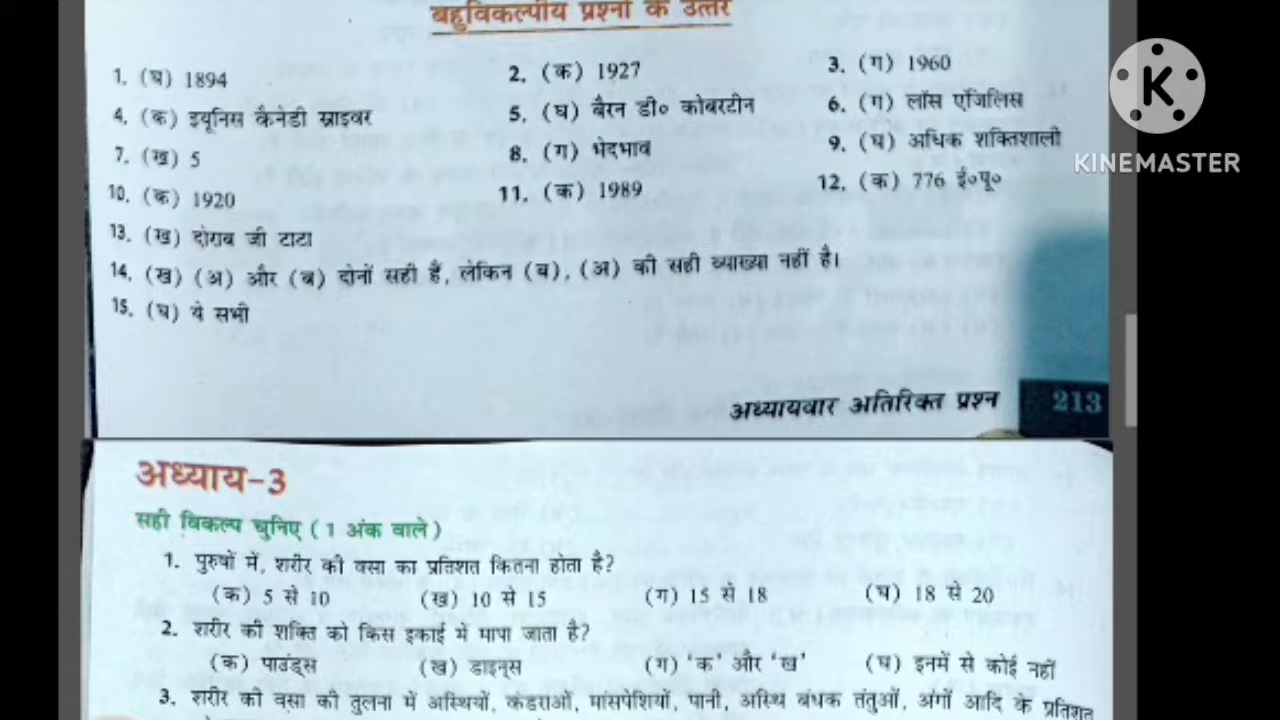 बहुविकल्पीय प्रश्नों के उत्तर
1. (घ) 1894 2. (क) 1927 3. (ग) 1960
4. (क) इयूनिस कैनेडी स्राइवर 5. (घ) बैरन डी० कोबरटीन 6. (ग) लॉस एंजिलिस
7. (ख) 5 8. (ग) भेदभाव 9. (घ) अधिक शक्तिशाली
10. (क) 1920 11. (क) 1989 12. (क) 776 ई०पू०
13. (ख) दोराब जी टाटा
14. (ख) (अ) और (ब) दोनों सही हैं, लेकिन (ब), (अ) की सही व्याख्या नहीं है।
15. (घ) ये सभी
K
KINEMASTER
अध्यायवार अतिरिक्त प्रश्न 213
अध्याय-3
सही विकल्प चुनिए (1 अंक वाले)
1. पुरुषों में, शरीर की वसा का प्रतिशत कितना होता है?
(क) 5 से 10 (ख) 10 से 15 (ग) 15 से 18 (घ) 18 से 20
2. शरीर की शक्ति को किस इकाई में मापा जाता है?
(क) पाउंड्स (ख) डाइन्स (ग) 'क' और 'ख' (घ) इनमें से कोई नहीं
3. शरीर की वसा की तुलना में अस्थियों, कंडराओं, मांसपेशियों, पानी, अस्थि बंधक तंतुओं, अंगों आदि के प्रतिशत